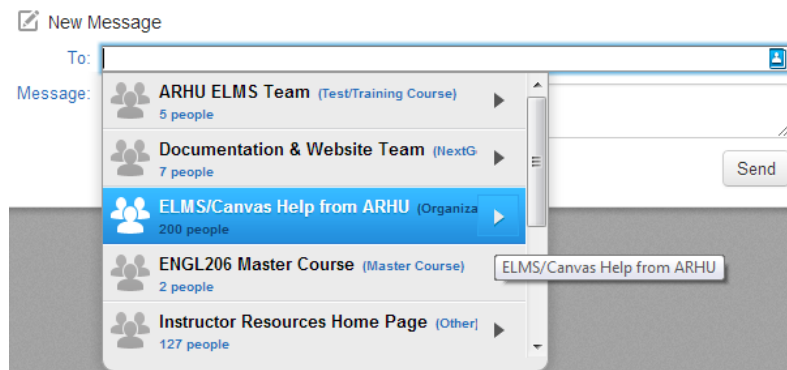 New Message
To:
Message:
ARHU ELMS Team (Test/Training Course)
5 people
Documentation & Website Team (NextG
7 people
ELMS/Canvas Help from ARHU (Organiza
200 people
ENGL206 Master Course (Master Course)
2 people
Instructor Resources Home Page (Other)
127 people
Send
ELMS/Canvas Help from ARHU